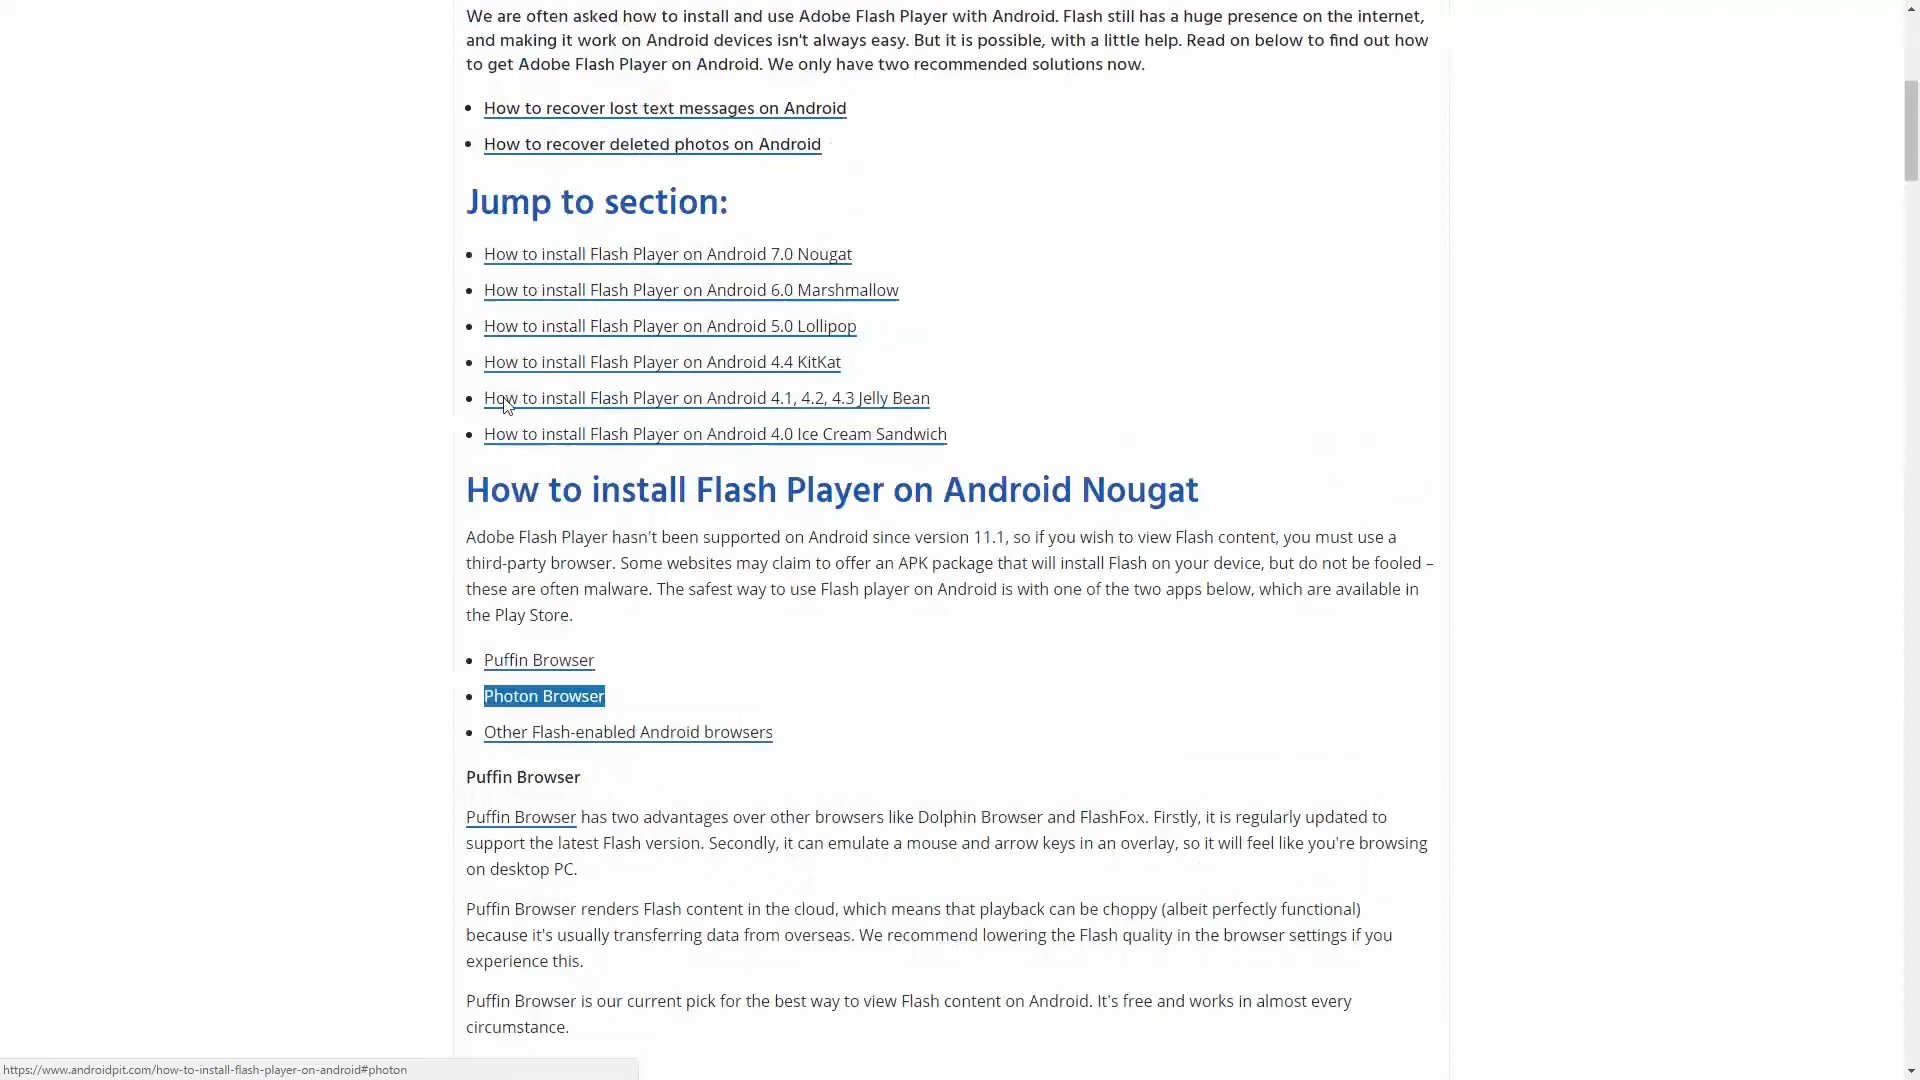 We are often asked how to install and use Adobe Flash Player with Android. Flash still has a huge presence on the internet,
and making it work on Android devices isn't always easy. But it is possible, with a little help. Read on below to find out how
to get Adobe Flash Player on Android. We only have two recommended solutions now.
How to recover lost text messages on Android
How to recover deleted photos on Android
Jump to section:
How to install Flash Player on Android 7.0 Nougat
How to install Flash Player on Android 6.0 Marshmallow
How to install Flash Player on Android 5.0 Lollipop
How to install Flash Player on Android 4.4 KitKat
How to install Flash Player on Android 4.1, 4.2, 4.3 Jelly Bean
How to install Flash Player on Android 4.0 Ice Cream Sandwich
How to install Flash Player on Android Nougat
Adobe Flash Player hasn't been supported on Android since version 11.1, so if you wish to view Flash content, you must use a
third-party browser. Some websites may claim to offer an APK package that will install Flash on your device, but do not be fooled –
these are often malware. The safest way to use Flash player on Android is with one of the two apps below, which are available in
the Play Store.
Puffin Browser
Photon Browser
Other Flash-enabled Android browsers
Puffin Browser
Puffin Browser has two advantages over other browsers like Dolphin Browser and FlashFox. Firstly, it is regularly updated to
support the latest Flash version. Secondly, it can emulate a mouse and arrow keys in an overlay, so it will feel like you're browsing
on desktop PC.
Puffin Browser renders Flash content in the cloud, which means that playback can be choppy (albeit perfectly functional)
because it's usually transferring data from overseas. We recommend lowering the Flash quality in the browser settings if you
experience this.
Puffin Browser is our current pick for the best way to view Flash content on Android. It's free and works in almost every
circumstance.
https://www.androidpit.com/how-to-install-flash-player-on-android#photon